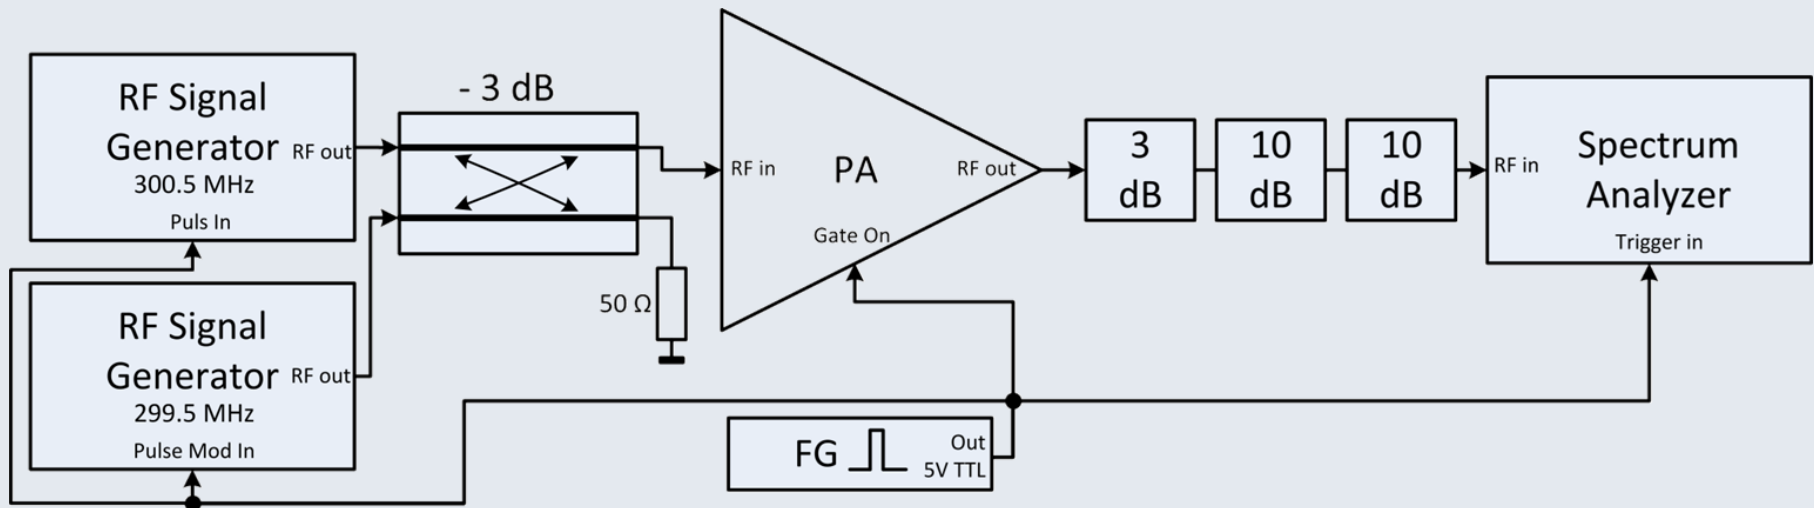 RF Signal
Generator
RF out
300.5 MHz
Puls In
RF Signal
Generator
RF out
299.5 MHz
Pulse Mod In
- 3 dB
50 Ω
RF in
PA
RF out
Gate On
FG
Out
5V TTL
3
dB
10
dB
10
dB
RF in
Spectrum
Analyzer
Trigger in